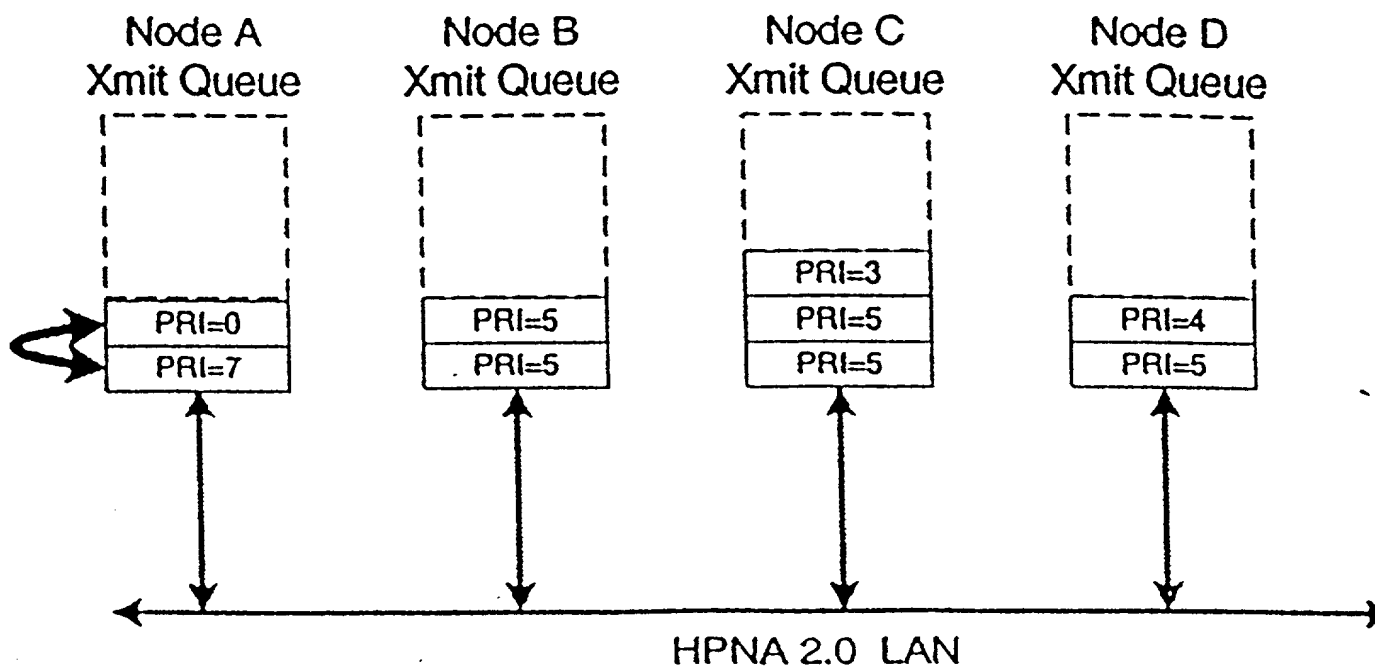 Node A
Xmit Queue
Node B
Xmit Queue
Node C
Xmit Queue
Node D
Xmit Queue
PRI=0
PRI=7
PRI=5
PRI=5
PRI=3
PRI=5
PRI=5
PRI=4
PRI=5
HPNA 2.0 LAN